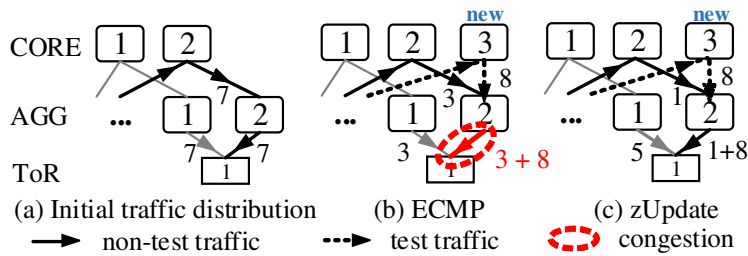 new new
CORE 1 2 1 2 3 1 2 3
7 3 8 1 8
AGG ... 1 2 ... 1 2 ... 1 2
7 7 3 3 + 8 5 1+8
ToR 1 1 1
(a) Initial traffic distribution (b) ECMP (c) zUpdate
non-test traffic test traffic congestion